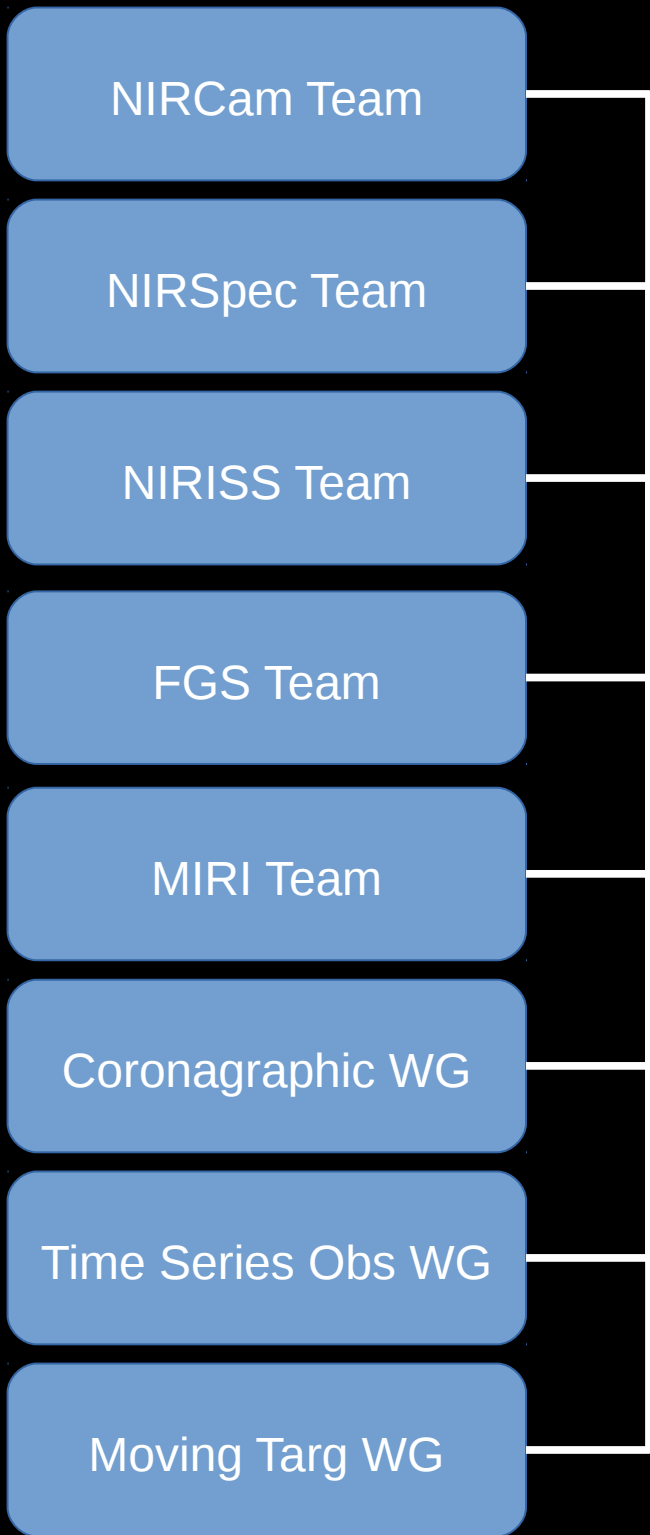 NIRCam Team
NIRSpec Team
NIRISS Team
FGS Team
MIRI Team
Coronagraphic WG
Time Series Obs WG
Moving Targ WG